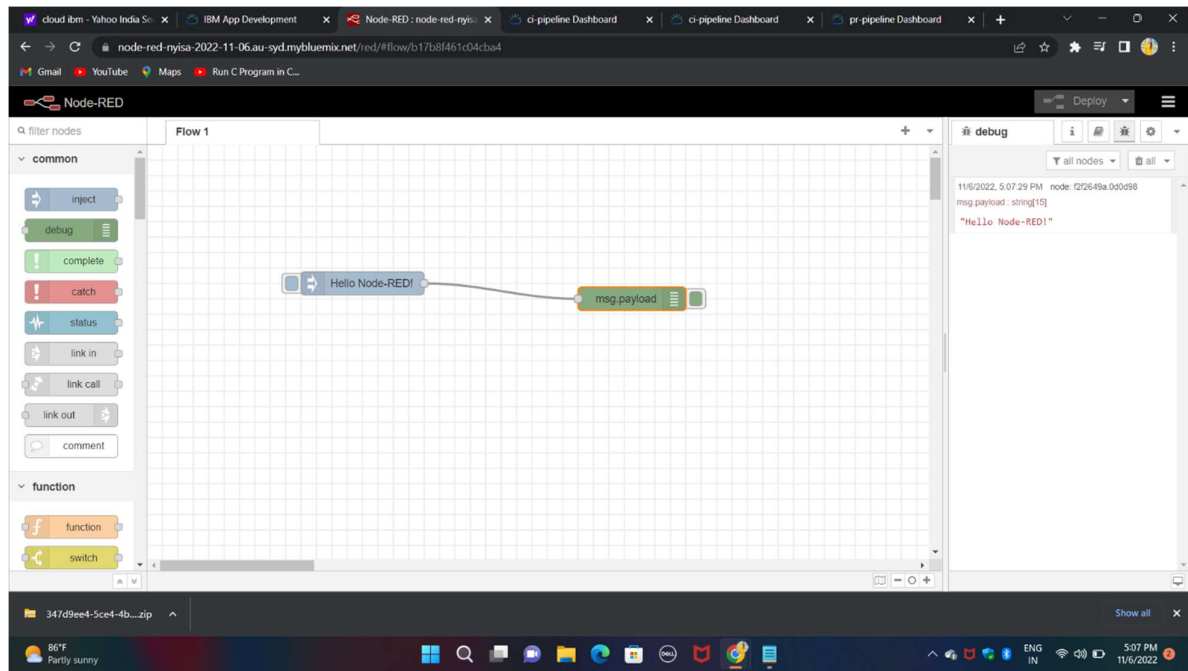 cloud ibm - Yahoo India Se
IBM App Development
Node-RED : node-red-nyis
ci-pipeline Dashboard
ci-pipeline Dashboard
pr-pipeline Dashboard
node-red-nyisa-2022-11-06.au-syd.mybluemix.net/red/#flow/b17b8f461c04cba4
Gmail
YouTube
Maps
Run C Program in C...
Node-RED
Deploy
filter nodes
Flow 1
debug
all nodes
all
common
inject
debug
complete
catch
status
link in
link call
link out
comment
function
function
switch
Hello Node-RED!
msg.payload
11/6/2022, 5:07:29 PM node: f2f2649a.0d0d98
msg.payload : string[15]
"Hello Node-RED!"
347d9ee4-5ce4-4b....zip
Show all
86°F
Partly sunny
DELL
ENG
IN
5:07 PM
11/6/2022
2